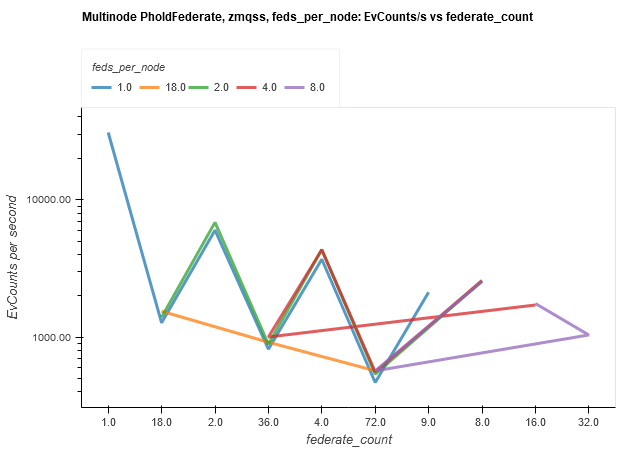 Multinode PholdFederate, zmqss, feds_per_node: EvCounts/s vs federate_count
feds_per_node
1.0 18.0 2.0 4.0 8.0
EvCounts per second
10000.00
1000.00
1.0 18.0 2.0 36.0 4.0 72.0 9.0 8.0 16.0 32.0
federate_count